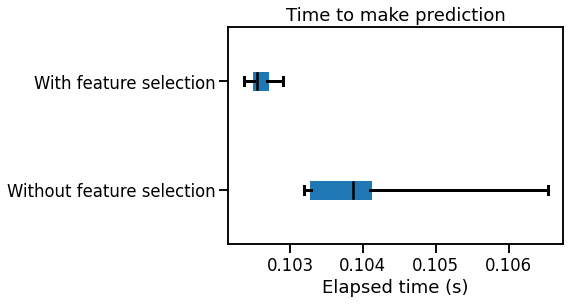 Time to make prediction
With feature selection
Without feature selection
0.103 0.104 0.105 0.106
Elapsed time (s)